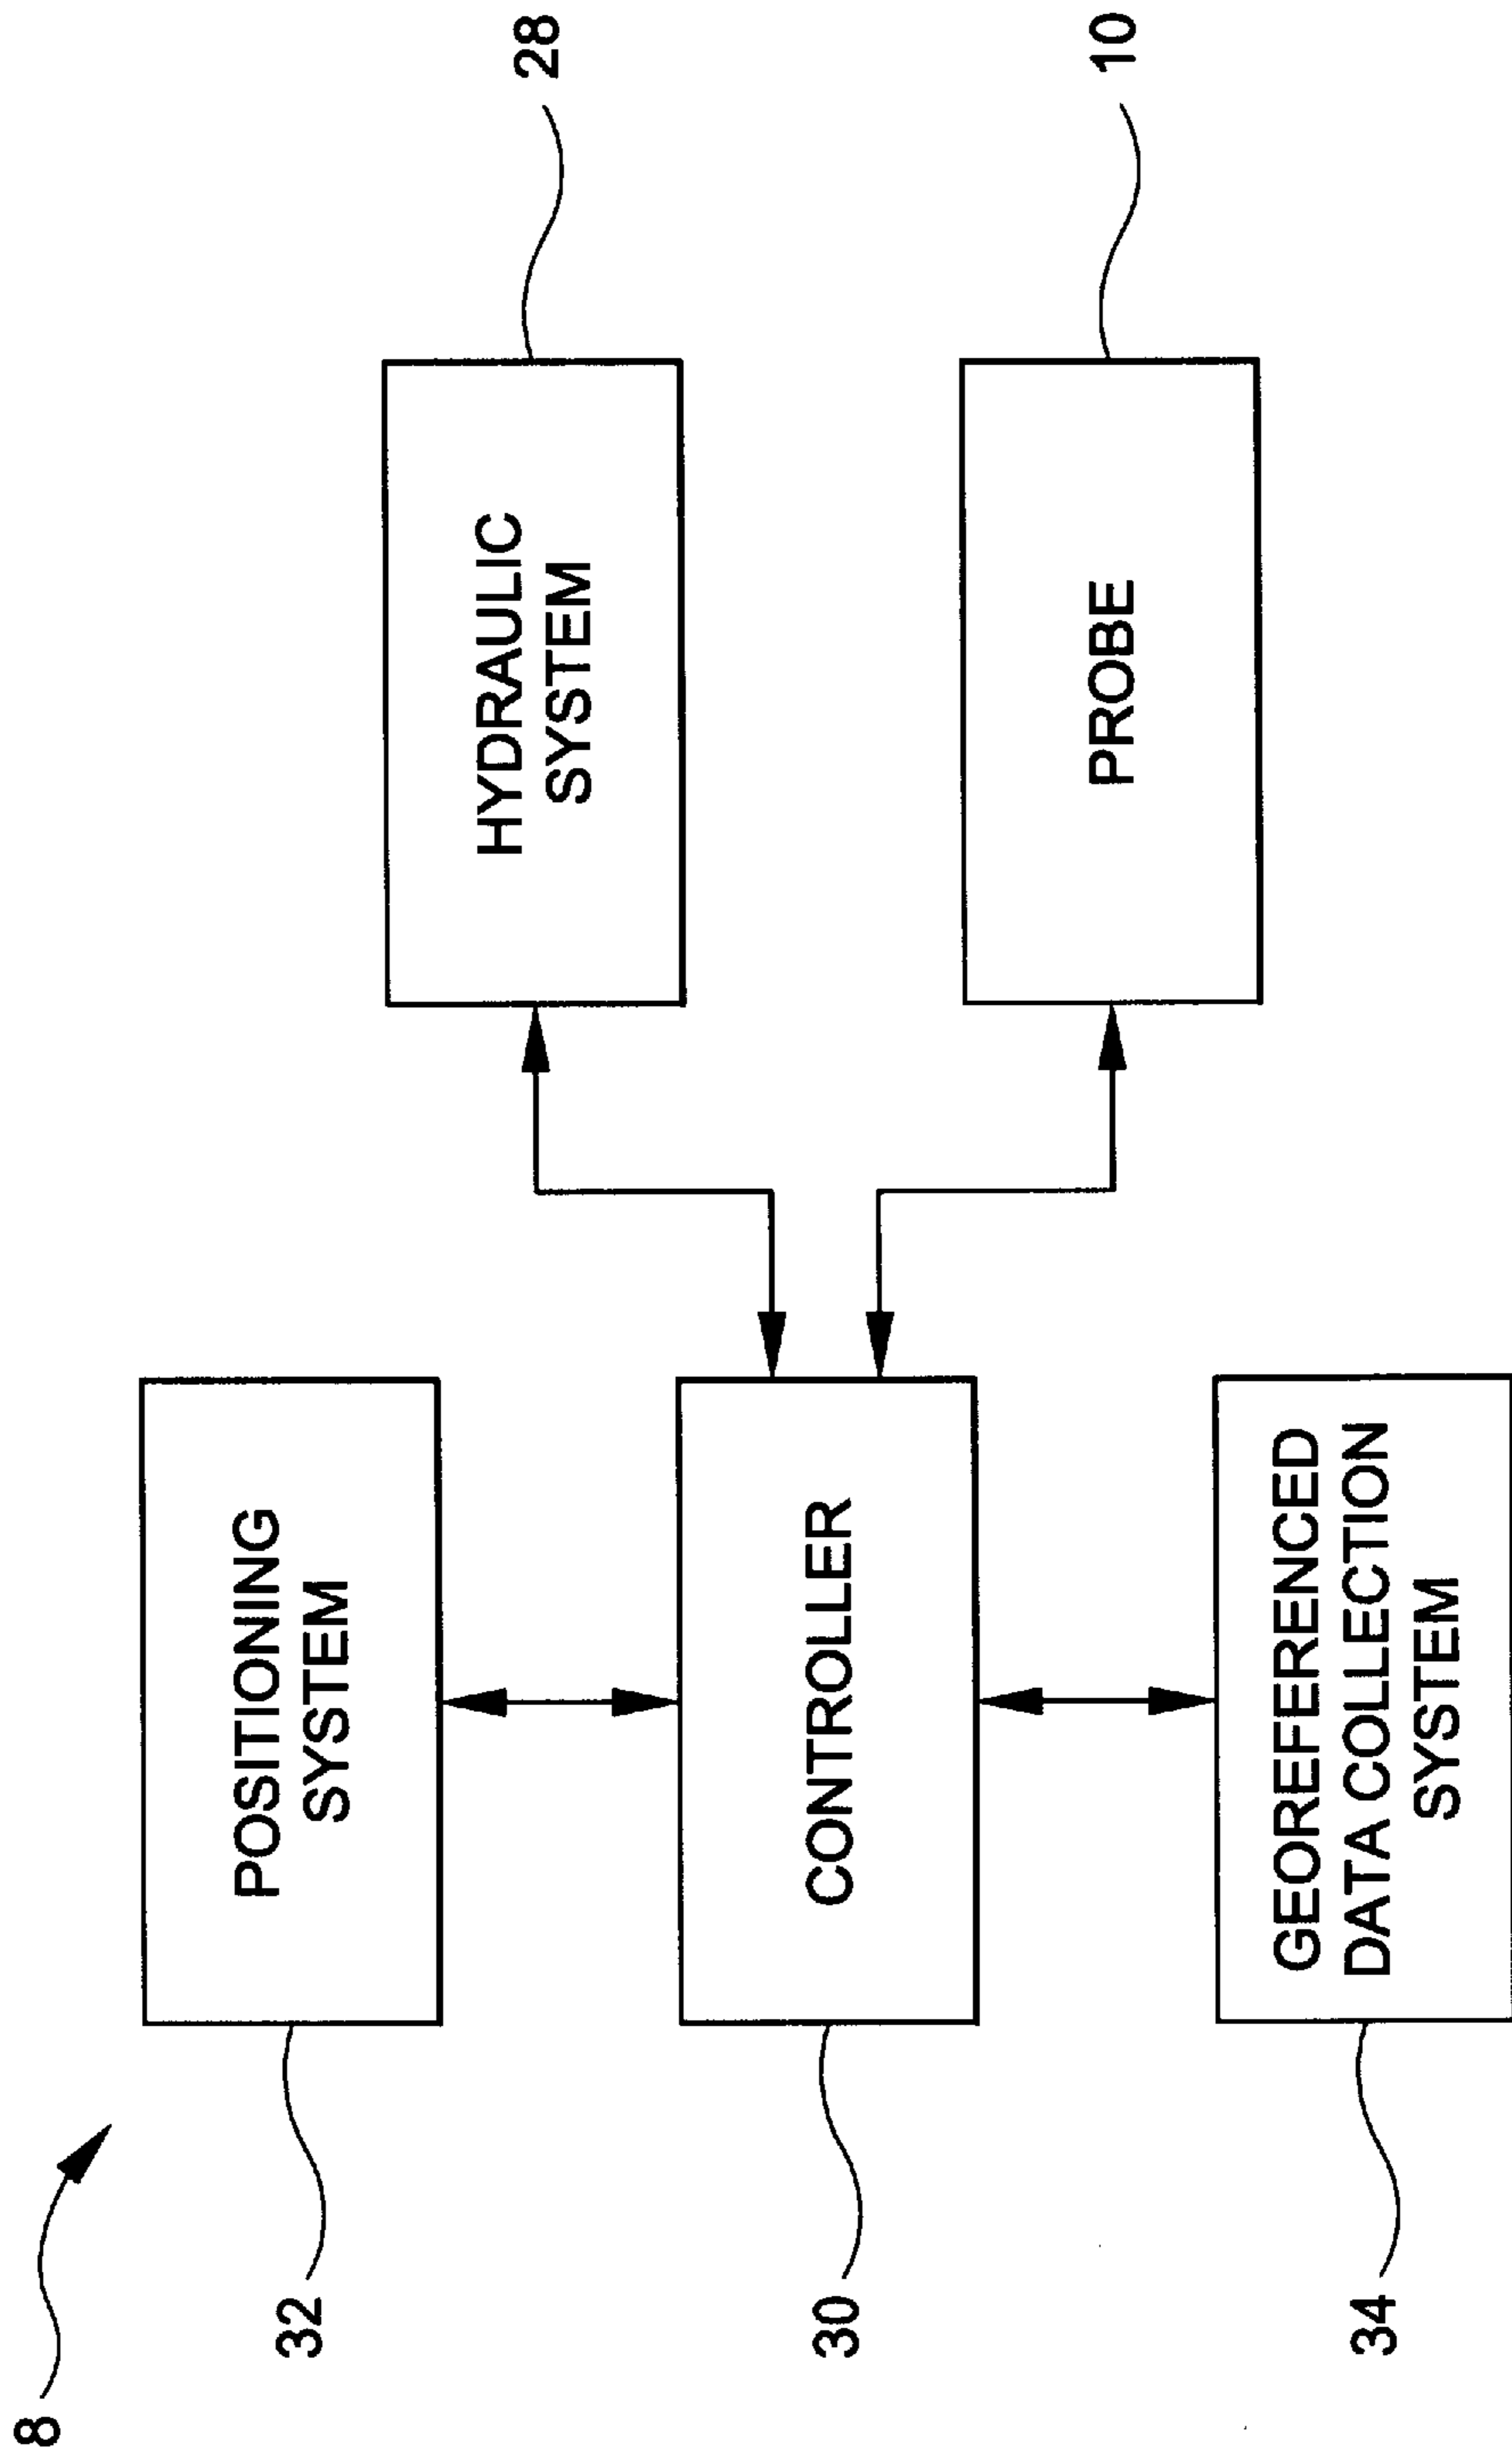 8
32
POSITIONING
SYSTEM
HYDRAULIC
SYSTEM
28
30
CONTROLLER
PROBE
10
34
GEOREFERENCED
DATA COLLECTION
SYSTEM